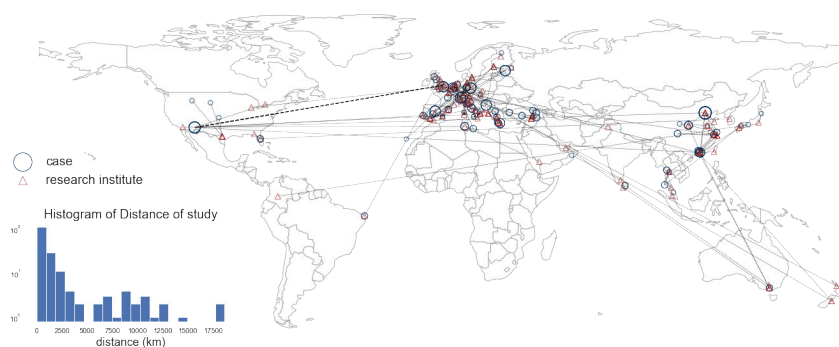 case
research institute
Histogram of Distance of study
10²
10¹
10⁰
0 2500 5000 7500 10000 12500 15000 17500
distance (km)